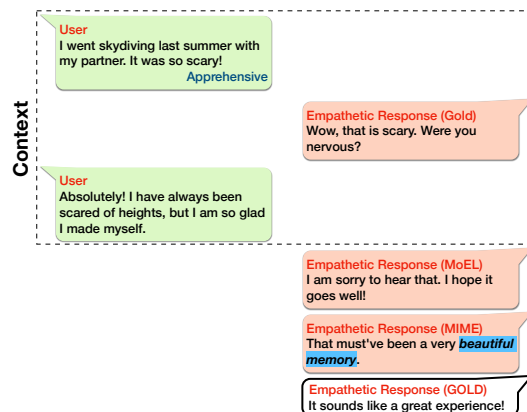 Context
User
I went skydiving last summer with
my partner. It was so scary!
Apprehensive
Empathetic Response (Gold)
Wow, that is scary. Were you
nervous?
User
Absolutely! I have always been
scared of heights, but I am so glad
I made myself.
Empathetic Response (MoEL)
I am sorry to hear that. I hope it
goes well!
Empathetic Response (MIME)
That must've been a very beautiful
memory.
Empathetic Response (GOLD)
It sounds like a great experience!